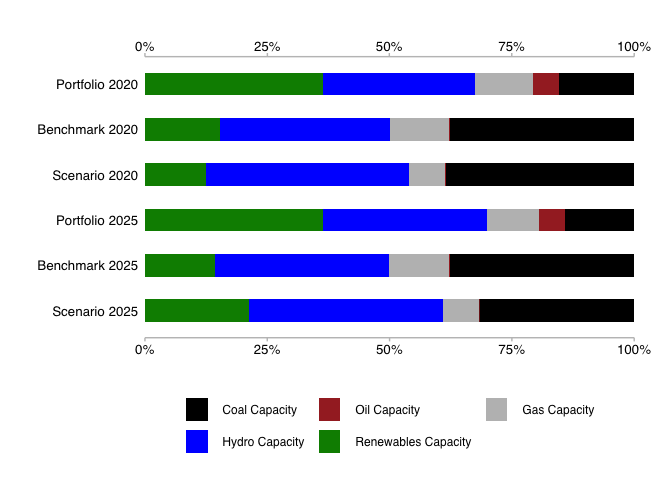 0% 25% 50% 75% 100%
Portfolio 2020
Benchmark 2020
Scenario 2020
Portfolio 2025
Benchmark 2025
Scenario 2025
0% 25% 50% 75% 100%
Coal Capacity Oil Capacity Gas Capacity
Hydro Capacity Renewables Capacity